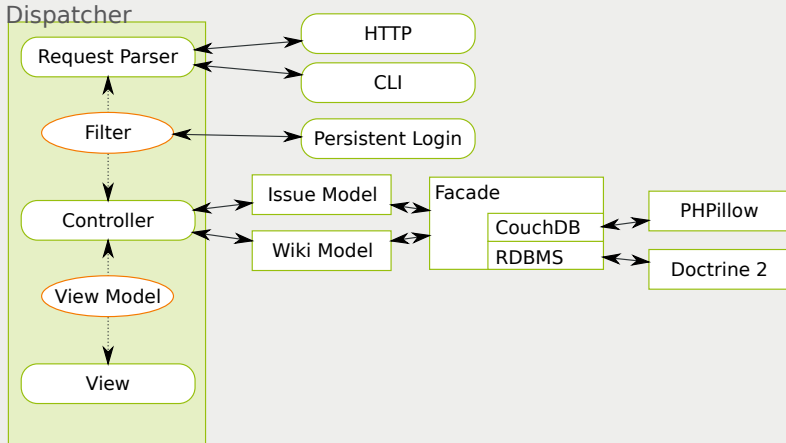 Dispatcher
Request Parser
HTTP
CLI
Filter
Persistent Login
Controller
Issue Model
Wiki Model
Facade
CouchDB
RDBMS
PHPillow
Doctrine 2
View Model
View